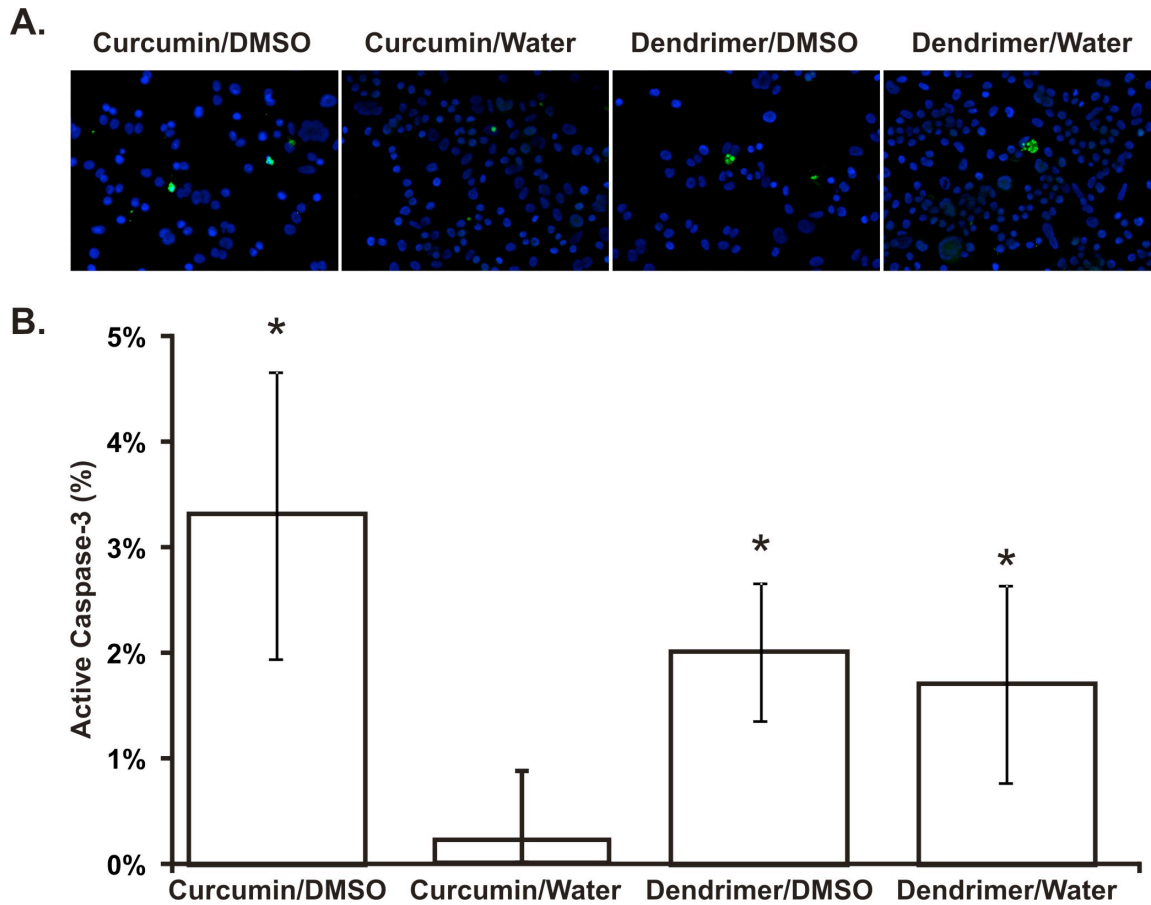 A.
Curcumin/DMSO Curcumin/Water Dendrimer/DMSO Dendrimer/Water
B.
5%
4%
3%
2%
1%
0%
Active Caspase-3 (%)
*
*
*
Curcumin/DMSO Curcumin/Water Dendrimer/DMSO Dendrimer/Water